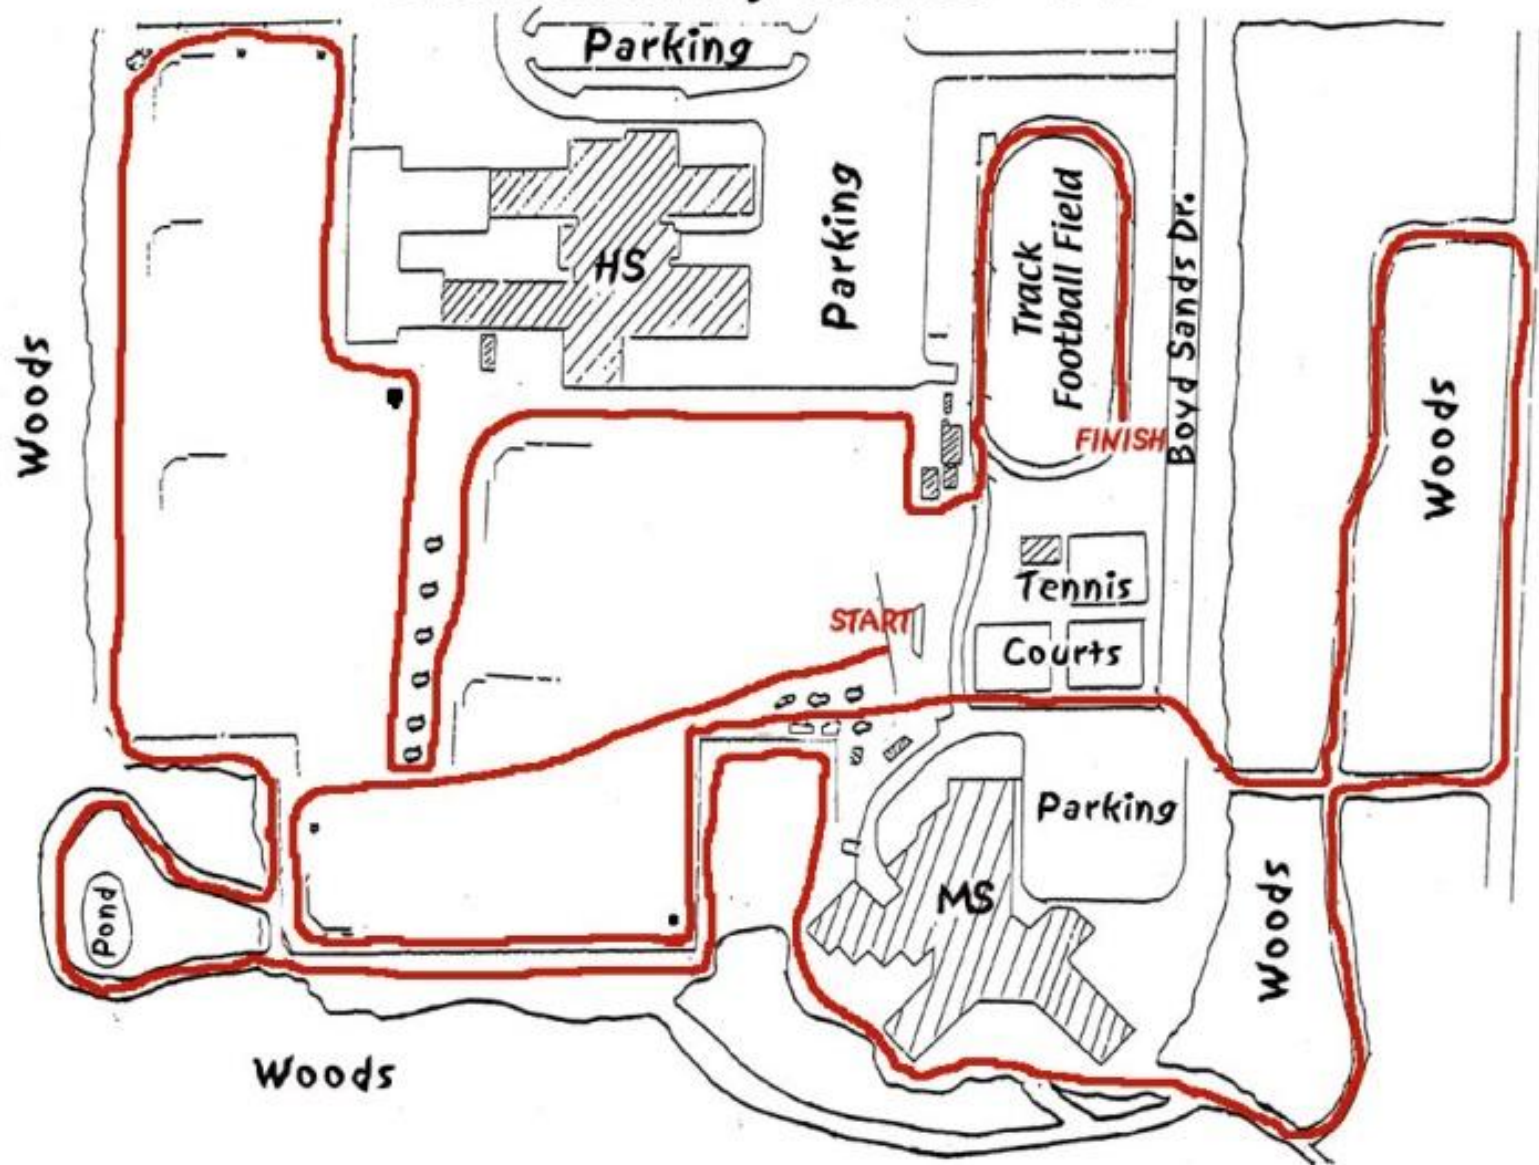 Parking
HS
Parking
Track
Football Field
Boyd Sands Dr.
FINISH
Woods
Woods
START
Tennis
Courts
Pond
MS
Parking
Woods
Woods